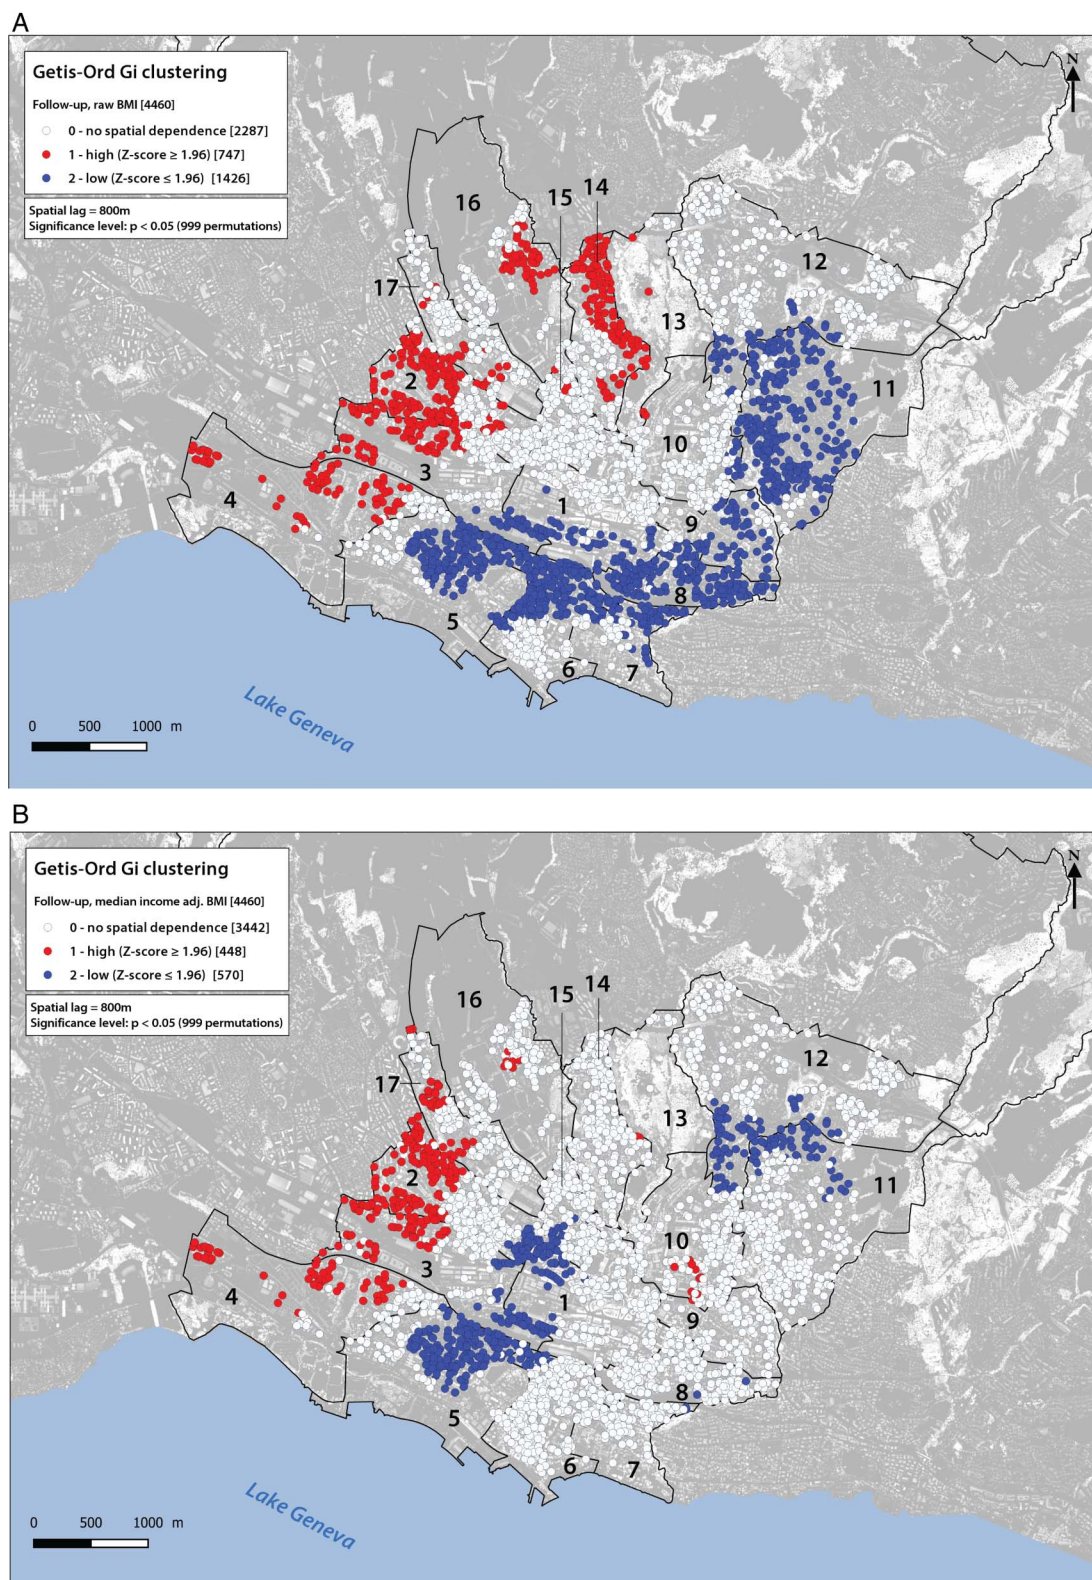 A
Getis-Ord Gi clustering
Follow-up, raw BMI [4460]
0 - no spatial dependence [2287]
1 - high (Z-score ≥ 1.96) [747]
2 - low (Z-score ≤ 1.96) [1426]
Spatial lag = 800m
Significance level: p < 0.05 (999 permutations)
N
16
15
14
12
17
13
2
11
10
3
4
1
9
8
5
6
7
Lake Geneva
0 500 1000 m
B
Getis-Ord Gi clustering
Follow-up, median income adj. BMI [4460]
0 - no spatial dependence [3442]
1 - high (Z-score ≥ 1.96) [448]
2 - low (Z-score ≤ 1.96) [570]
Spatial lag = 800m
Significance level: p < 0.05 (999 permutations)
N
16
15
14
12
17
13
2
11
10
3
4
1
9
8
5
6
7
Lake Geneva
0 500 1000 m